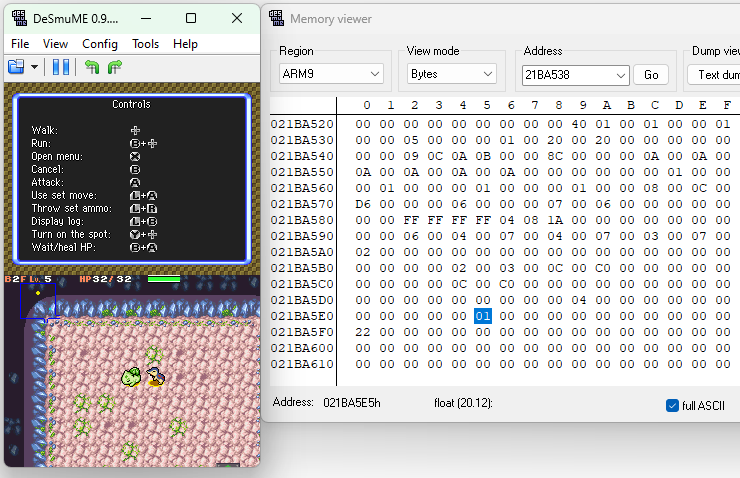 DeSmuME 0.9....
File View Config Tools Help
Controls
Walk:
Run: B+
Open menu: X
Cancel: B
Attack: A
Use set move: L+A
Throw set ammo: L+R
Display log: L+B
Turn on the spot: Y+
Wait/heal HP: B+A
B2F Lv. 5 HP32/ 32
Memory viewer
Region View mode Address Dump view
ARM9 Bytes 21BA538 Go Text dum
0 1 2 3 4 5 6 7 8 9 A B C D E F
021BA520 00 00 00 00 00 00 00 00 00 40 01 00 01 00 00 01
021BA530 00 00 05 00 00 00 01 00 20 00 20 00 00 00 00 00
021BA540 00 00 09 0C 0A 0B 00 00 8C 00 00 00 0A 00 0A 00
021BA550 0A 00 0A 00 0A 00 0A 00 00 00 00 00 00 01 00 00
021BA560 00 01 00 00 00 01 00 00 00 01 00 00 08 00 0C 00
021BA570 D6 00 00 00 06 00 00 00 07 00 06 00 00 00 00 00
021BA580 00 00 FF FF FF FF 04 08 1A 00 00 00 00 00 00 00
021BA590 00 00 06 00 04 00 07 00 04 00 07 00 03 00 07 00
021BA5A0 02 00 00 00 00 00 00 00 00 00 00 00 00 00 00 00
021BA5B0 00 00 00 00 0C 00 03 00 0C 00 C0 00 00 00 00 00
021BA5C0 00 00 00 00 0C 00 C0 00 00 00 00 00 00 00 00 00
021BA5D0 00 00 00 00 00 00 00 00 00 04 00 00 00 00 00 00
021BA5E0 00 00 00 00 00 01 00 00 00 00 00 00 00 00 00 00
021BA5F0 22 00 00 00 00 00 00 00 00 00 00 00 00 00 00 00
021BA600 00 00 00 00 00 00 00 00 00 00 00 00 00 00 00 00
021BA610 00 00 00 00 00 00 00 00 00 00 00 00 00 00 00 00
Address: 021BA5E5h float (20.12): full ASCII